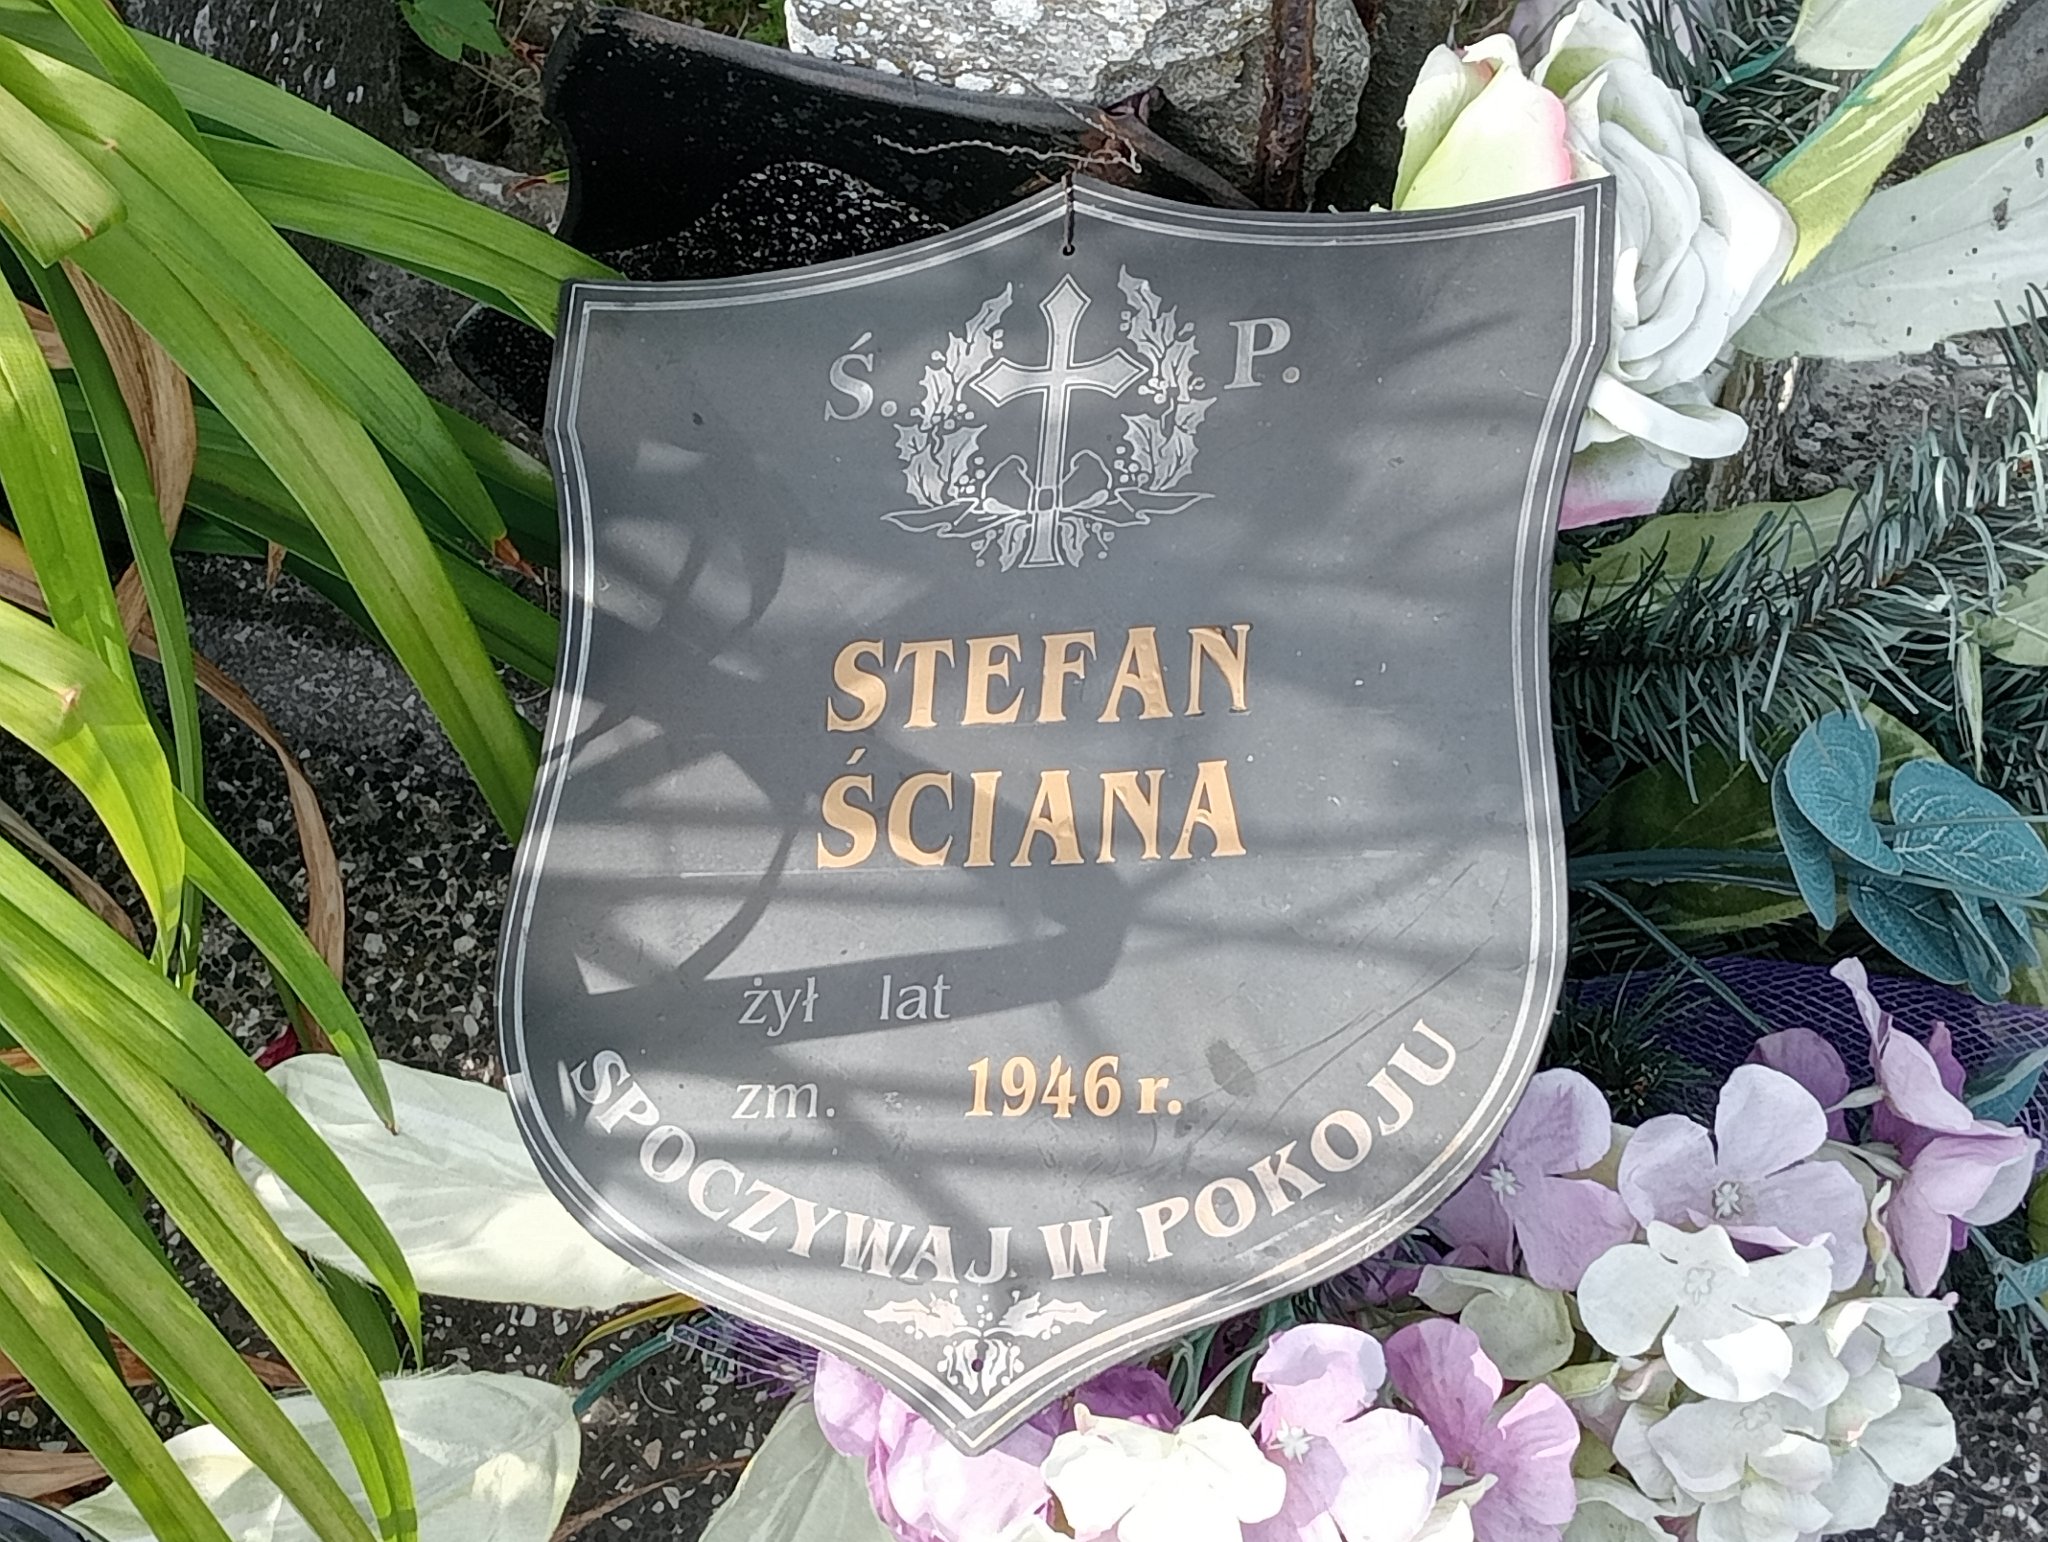 Ś. P.
STEFAN
ŚCIANA
żył lat
zm. 1946 r.
SPOCZYWAJ W POKOJU